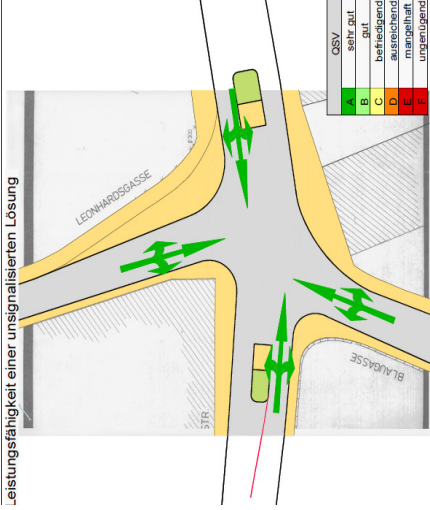 Leistungsfähigkeit einer unsignalisierten Lösung
LEONHARDSGASSE
STR
BLAUGASSE
QSV
A sehr gut
B gut
C befriedigend
D ausreichend
E mangelhaft
F ungenügend